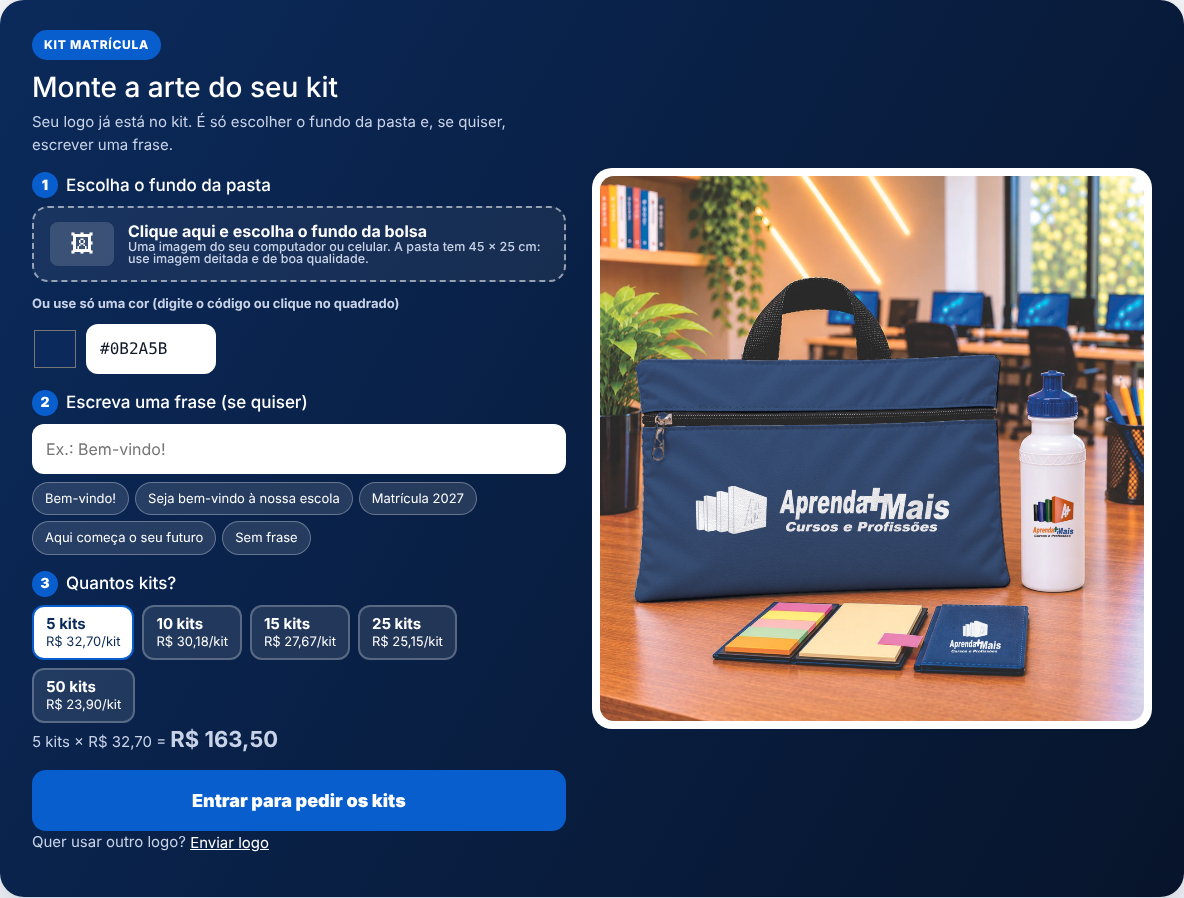 KIT MATRÍCULA
Monte a arte do seu kit
Seu logo já está no kit. É só escolher o fundo da pasta e, se quiser,
escrever uma frase.
1 Escolha o fundo da pasta
Clique aqui e escolha o fundo da bolsa
Uma imagem do seu computador ou celular. A pasta tem 45 × 25 cm:
use imagem deitada e de boa qualidade.
Ou use só uma cor (digite o código ou clique no quadrado)
#0B2A5B
2 Escreva uma frase (se quiser)
Ex.: Bem-vindo!
Bem-vindo! Seja bem-vindo à nossa escola Matrícula 2027
Aqui começa o seu futuro Sem frase
3 Quantos kits?
5 kits 10 kits 15 kits 25 kits
R$ 32,70/kit R$ 30,18/kit R$ 27,67/kit R$ 25,15/kit
50 kits
R$ 23,90/kit
5 kits × R$ 32,70 = R$ 163,50
Entrar para pedir os kits
Quer usar outro logo? Enviar logo
A+
Aprenda+Mais
Cursos e Profissões
A+
Aprenda+Mais
Cursos e Profissões
Aprenda+Mais
Cursos e Profissões